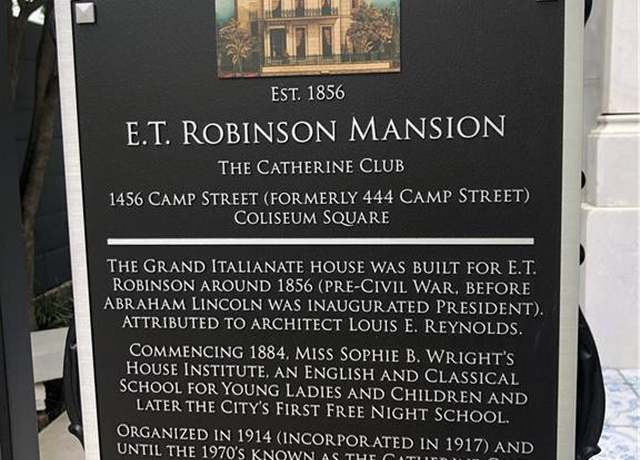 EST. 1856
E.T. ROBINSON MANSION
THE CATHERINE CLUB
1456 CAMP STREET (FORMERLY 444 CAMP STREET)
COLISEUM SQUARE
THE GRAND ITALIANATE HOUSE WAS BUILT FOR E.T.
ROBINSON AROUND 1856 (PRE-CIVIL WAR, BEFORE
ABRAHAM LINCOLN WAS INAUGURATED PRESIDENT).
ATTRIBUTED TO ARCHITECT LOUIS E. REYNOLDS.
COMMENCING 1884, MISS SOPHIE B. WRIGHT'S
HOUSE INSTITUTE, AN ENGLISH AND CLASSICAL
SCHOOL FOR YOUNG LADIES AND CHILDREN AND
LATER THE CITY'S FIRST FREE NIGHT SCHOOL.
ORGANIZED IN 1914 (INCORPORATED IN 1917) AND
UNTIL THE 1970'S KNOWN AS THE CATHERINE